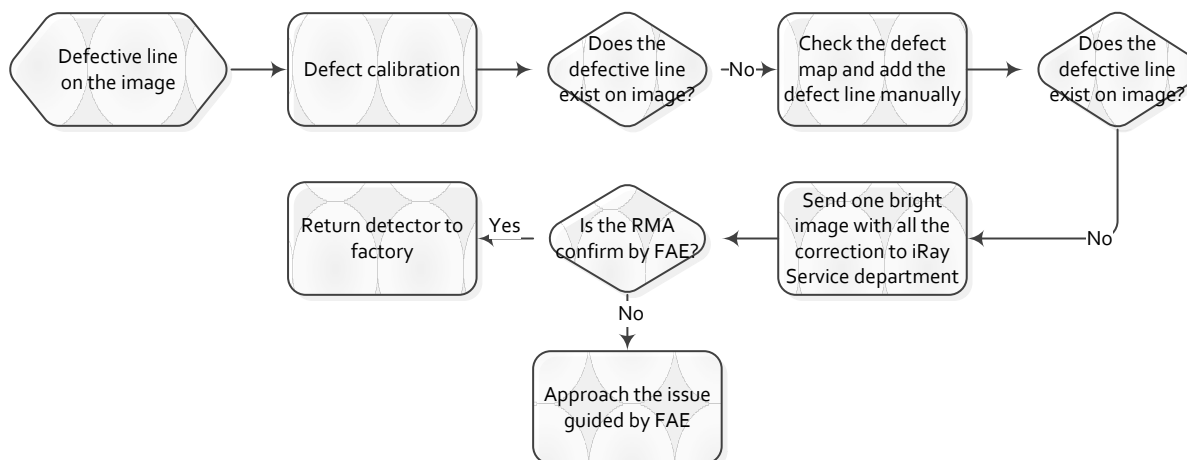 Defective line
on the image
Defect calibration
Does the
defective line
exist on image?
No
Check the defect
map and add the
defect line manually
Does the
defective line
exist on image?
No
Send one bright
image with all the
correction to iRay
Service department
Is the RMA
confirm by FAE?
Yes
Return detector to
factory
No
Approach the issue
guided by FAE